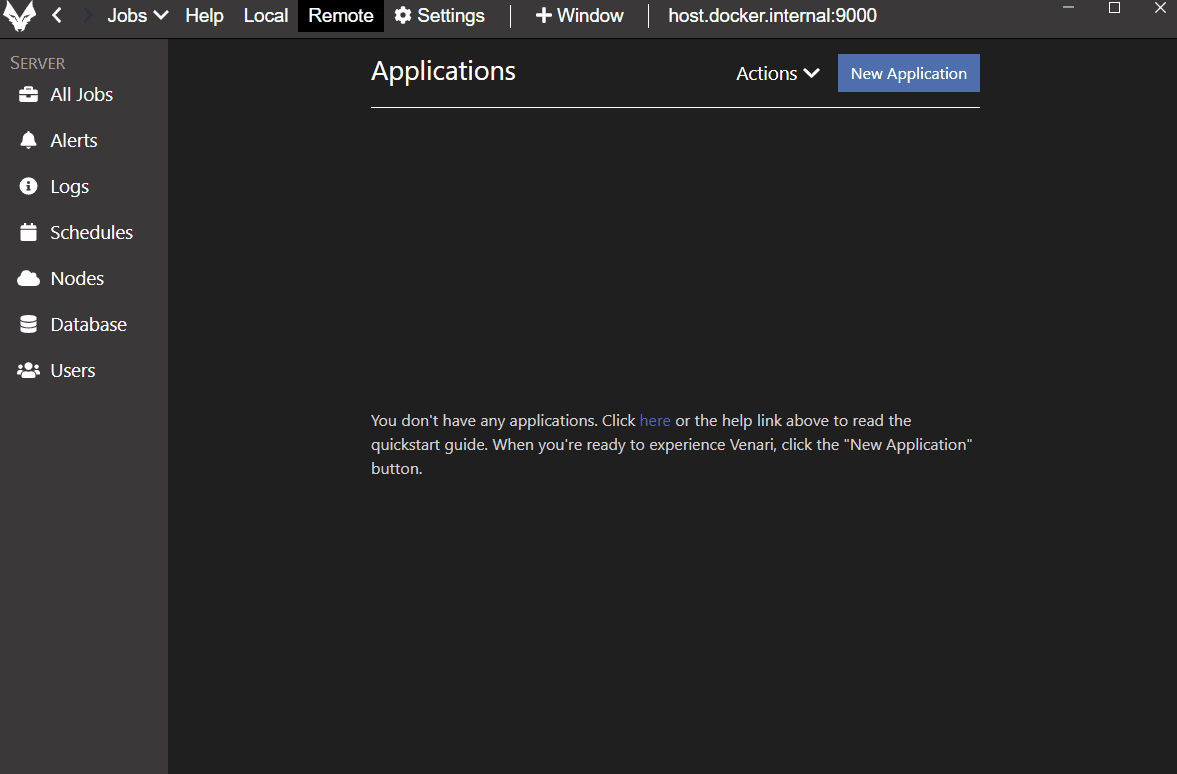 Jobs Help Local Remote Settings Window host.docker.internal:9000
SERVER
All Jobs
Alerts
Logs
Schedules
Nodes
Database
Users
Applications Actions New Application
You don't have any applications. Click here or the help link above to read the
quickstart guide. When you're ready to experience Venari, click the "New Application"
button.